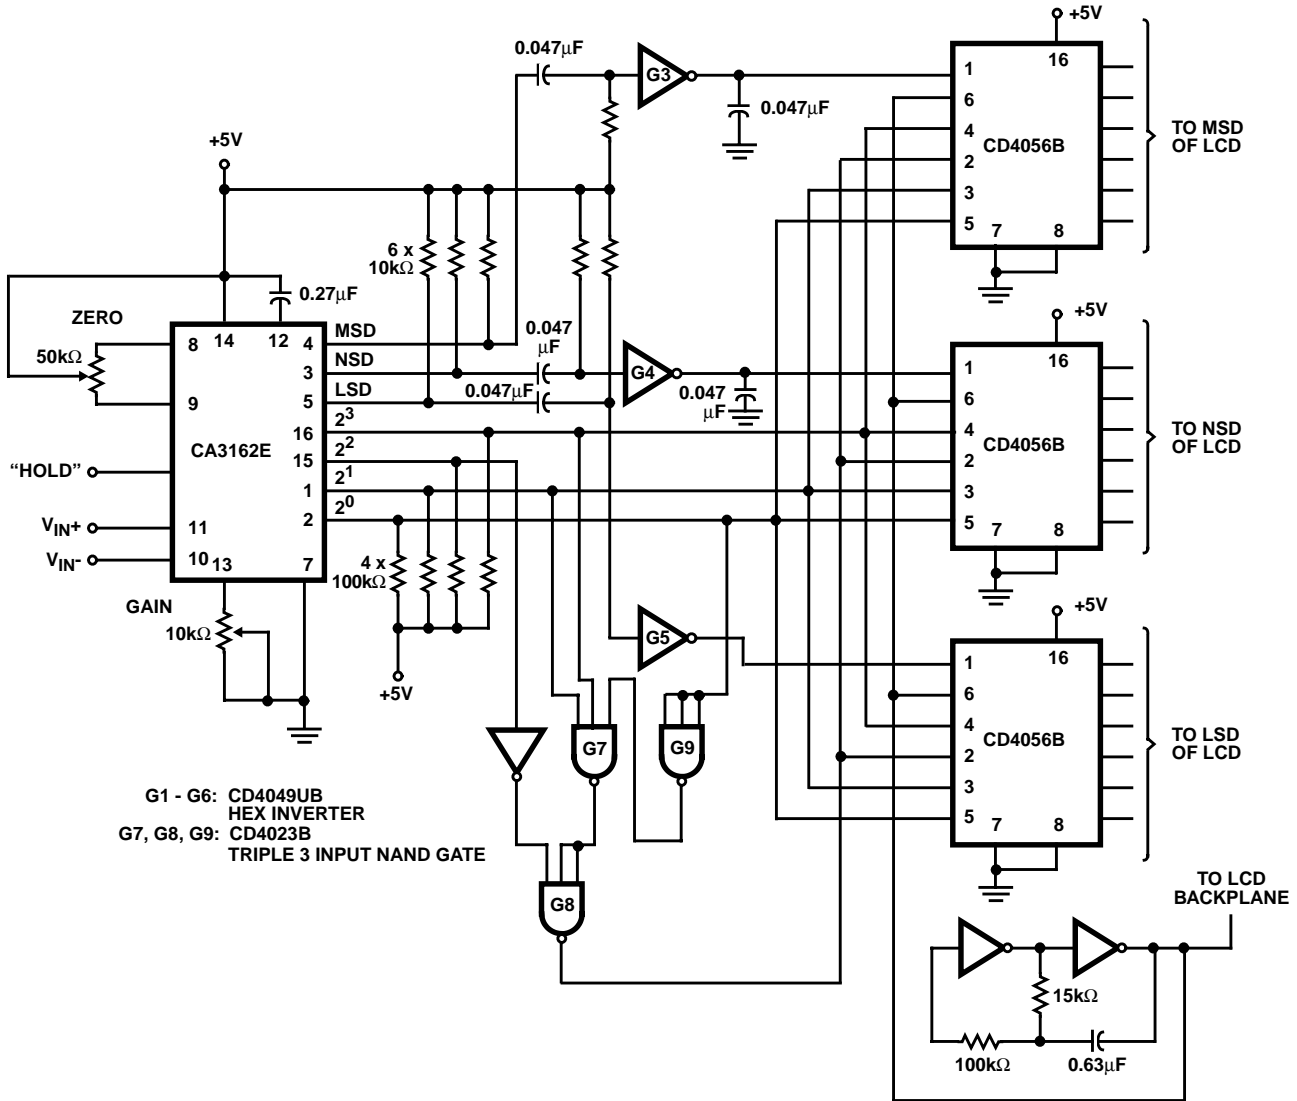 +5V
0.047μF
G3
0.047μF
1
6
4
2
3
5
16
CD4056B
7
8
TO MSD
OF LCD
+5V
6 x
10kΩ
0.27μF
ZERO
50kΩ
8
14
12
4
3
5
16
15
1
2
9
CA3162E
11
10
13
7
MSD
NSD
LSD
2^3
2^2
2^1
2^0
"HOLD"
V_IN+
V_IN-
GAIN
10kΩ
0.047
μF
0.047μF
G4
0.047
μF
4 x
100kΩ
+5V
+5V
1
6
4
2
3
5
16
CD4056B
7
8
TO NSD
OF LCD
G5
G7
G9
G8
+5V
1
6
4
2
3
5
16
CD4056B
7
8
TO LSD
OF LCD
G1 - G6: CD4049UB
HEX INVERTER
G7, G8, G9: CD4023B
TRIPLE 3 INPUT NAND GATE
TO LCD
BACKPLANE
15kΩ
100kΩ
0.63μF